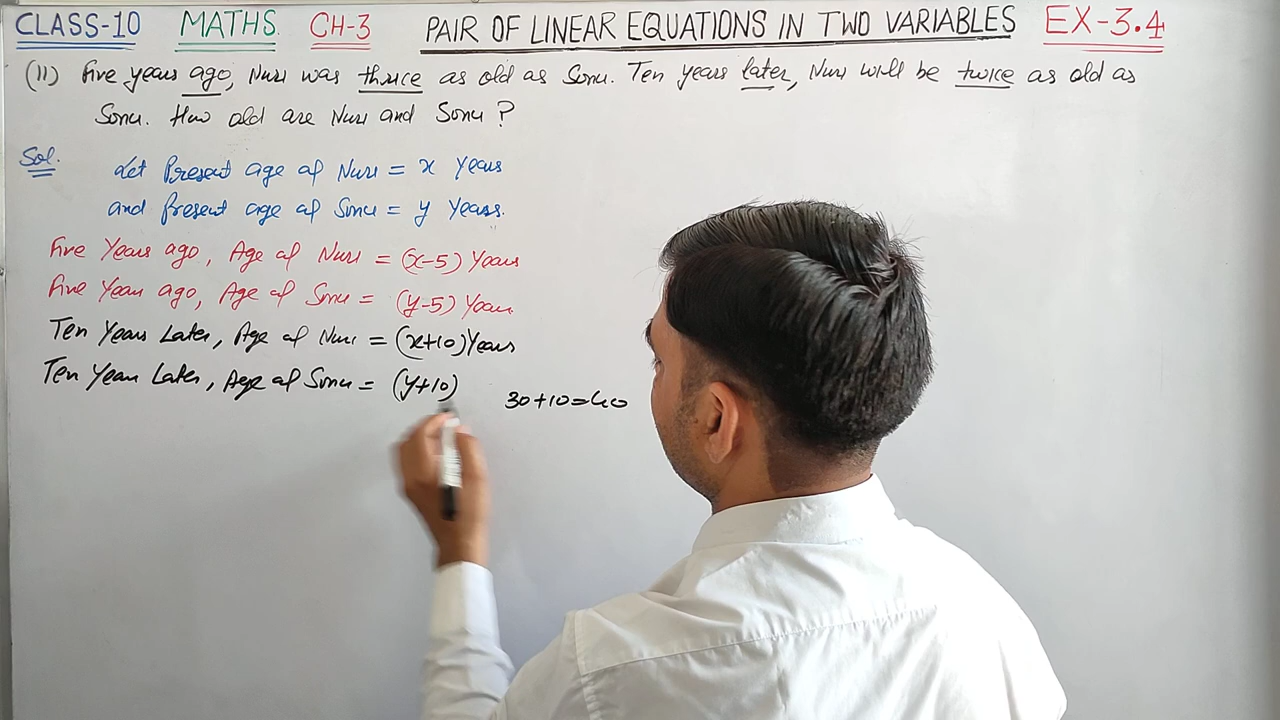 CLASS-10 MATHS CH-3 PAIR OF LINEAR EQUATIONS IN TWO VARIABLES EX-3.4
(II) Five years ago, Nuri was thrice as old as Sonu. Ten years later, Nuri will be twice as old as
Sonu. How old are Nuri and Sonu?
Sol. Let Present age of Nuri = x Years
and Present age of Sonu = y Years.
Five Years ago, Age of Nuri = (x-5) Years
Five Years ago, Age of Sonu = (y-5) Years
Ten Years Later, Age of Nuri = (x+10) Years
Ten Years Later, Age of Sonu = (y+10) 30+10=40